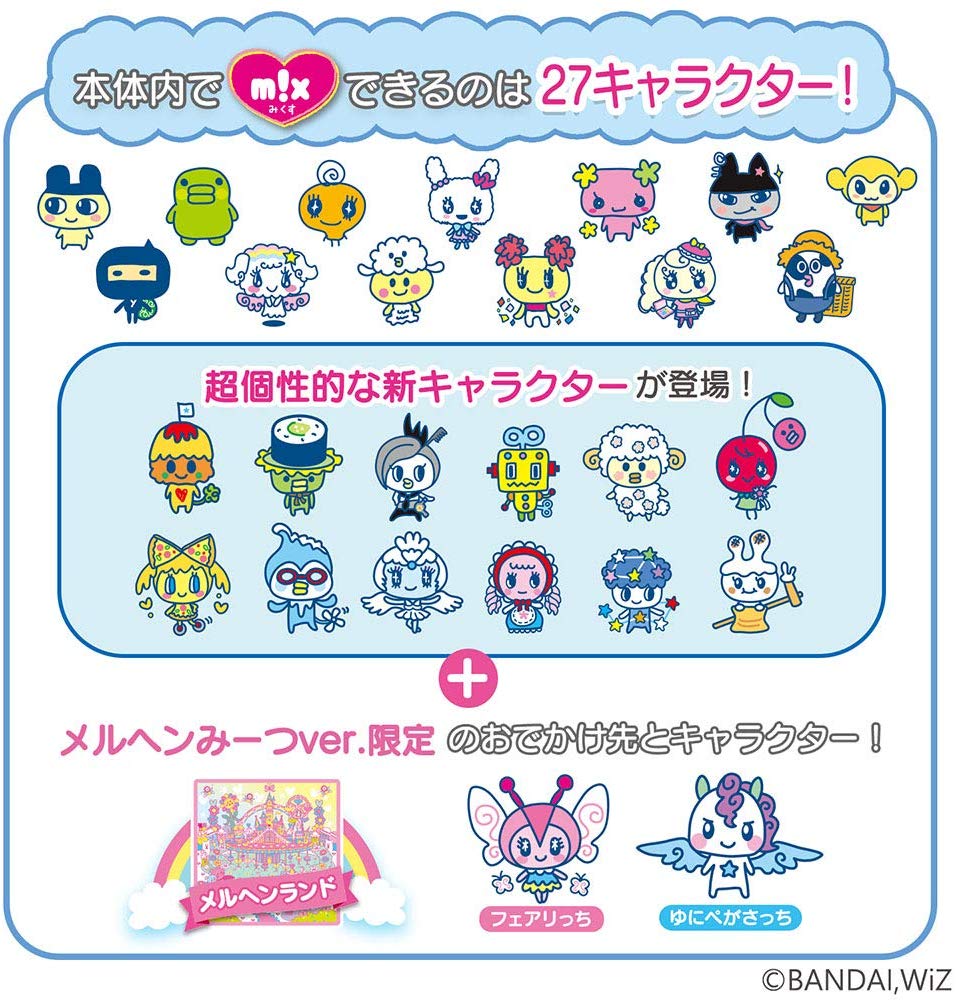 本体内で m!x みくす できるのは 27キャラクター！
超個性的な新キャラクターが登場！
メルヘンみーつver.限定 のおでかけ先とキャラクター！
メルヘンランド
フェアリっち
ゆにぺがさっち
©BANDAI,WiZ